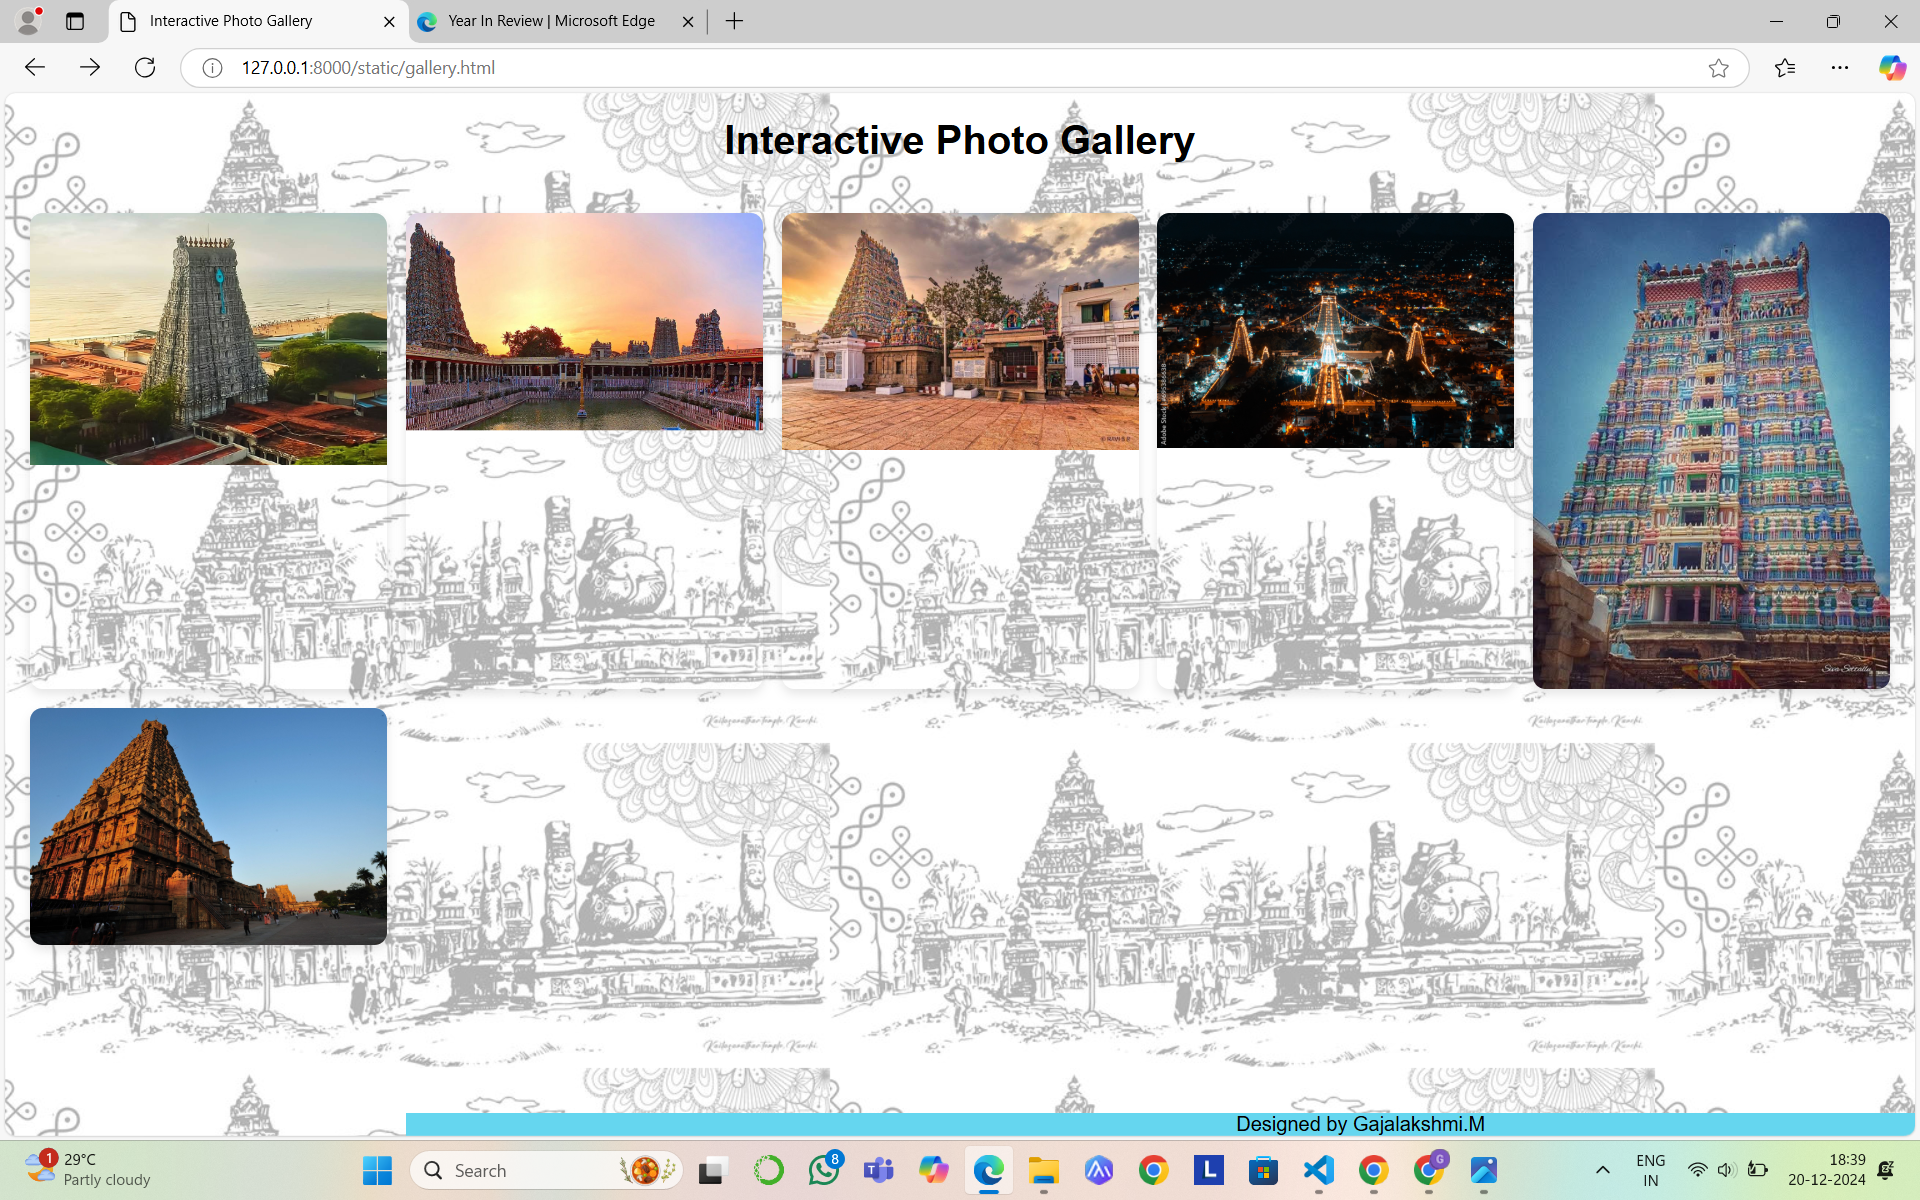 Interactive Photo Gallery
Year In Review | Microsoft Edge
127.0.0.1:8000/static/gallery.html
Interactive Photo Gallery
Kailasanathar temple, Kanchi.
Kailasanathar temple, Kanchi.
Kailasanathar temple, Kanchi.
Kailasanathar temple, Kanchi.
Designed by Gajalakshmi.M
1
29°C
Partly cloudy
Search
8
T
L
G
ENG
IN
18:39
20-12-2024